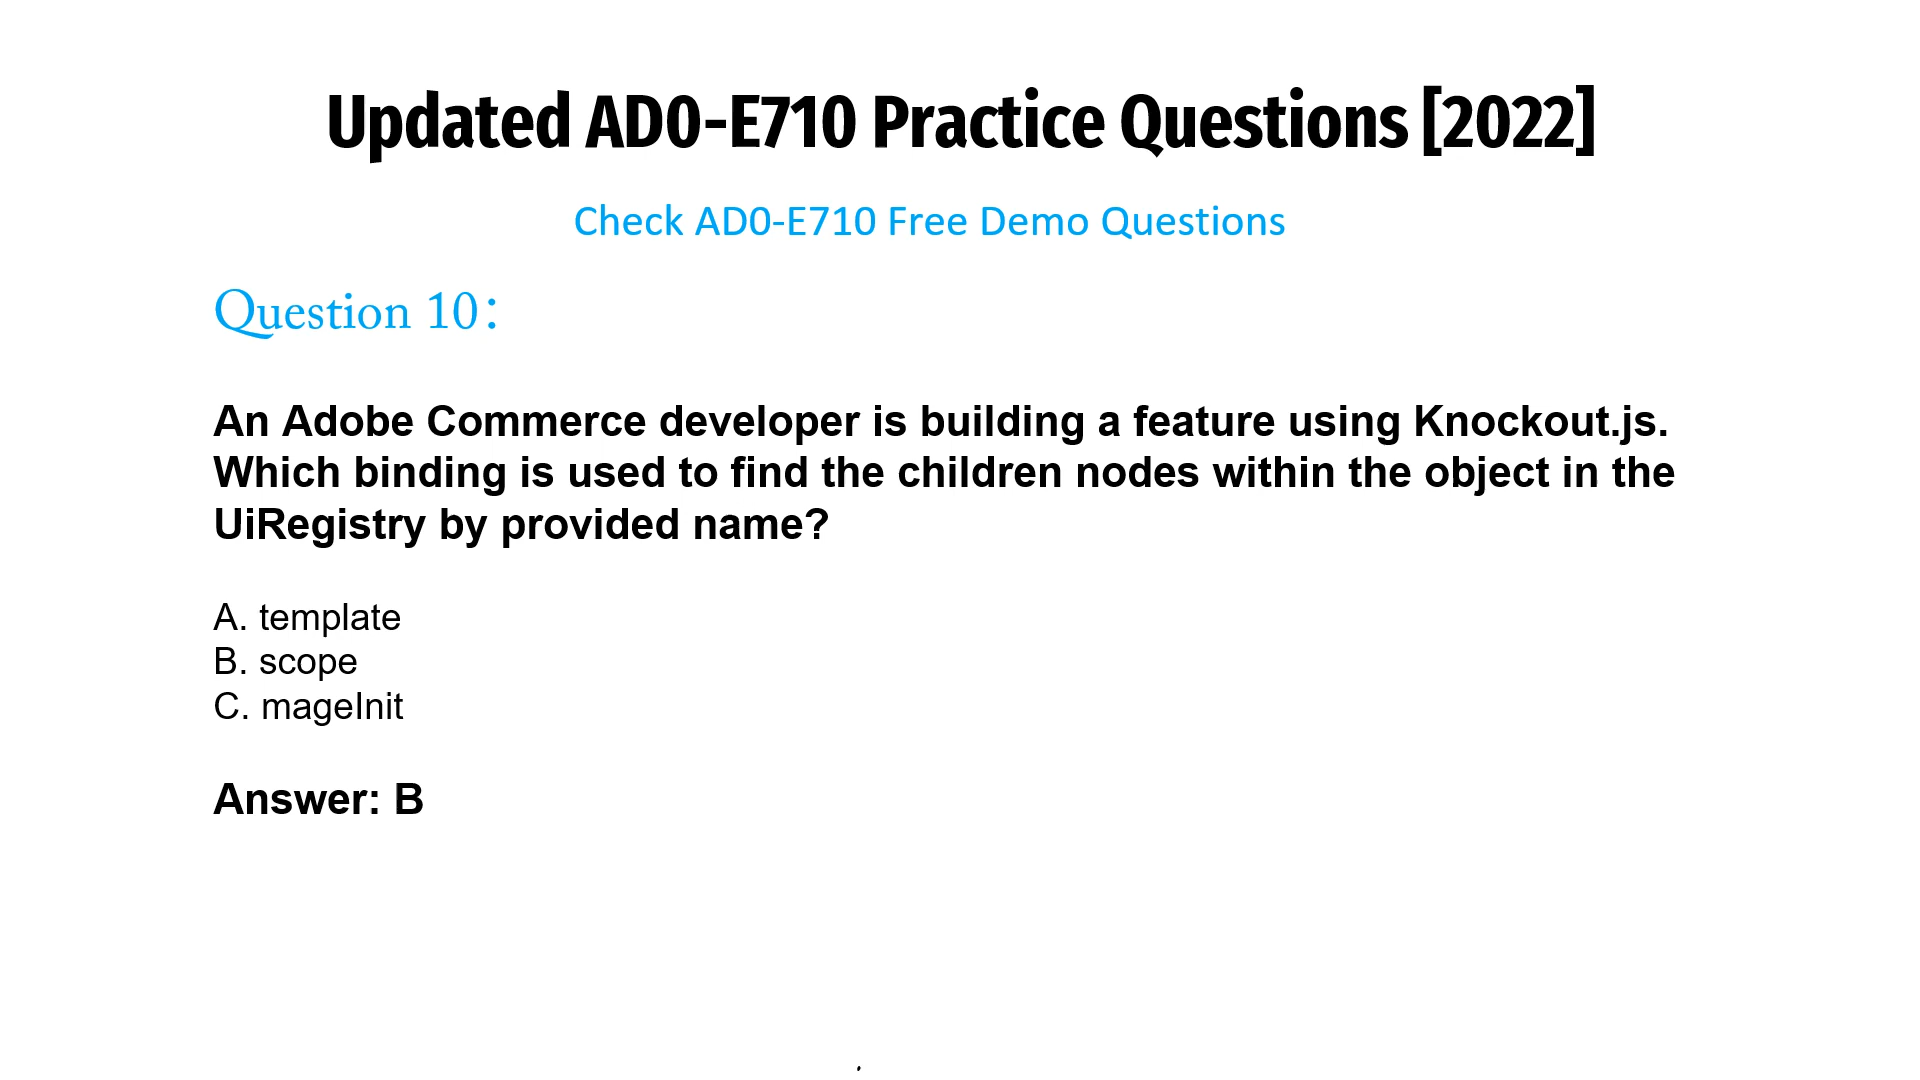 Updated AD0-E710 Practice Questions [2022]
Check AD0-E710 Free Demo Questions
Question 10:
An Adobe Commerce developer is building a feature using Knockout.js.
Which binding is used to find the children nodes within the object in the
UiRegistry by provided name?
A. template
B. scope
C. mageInit
Answer: B